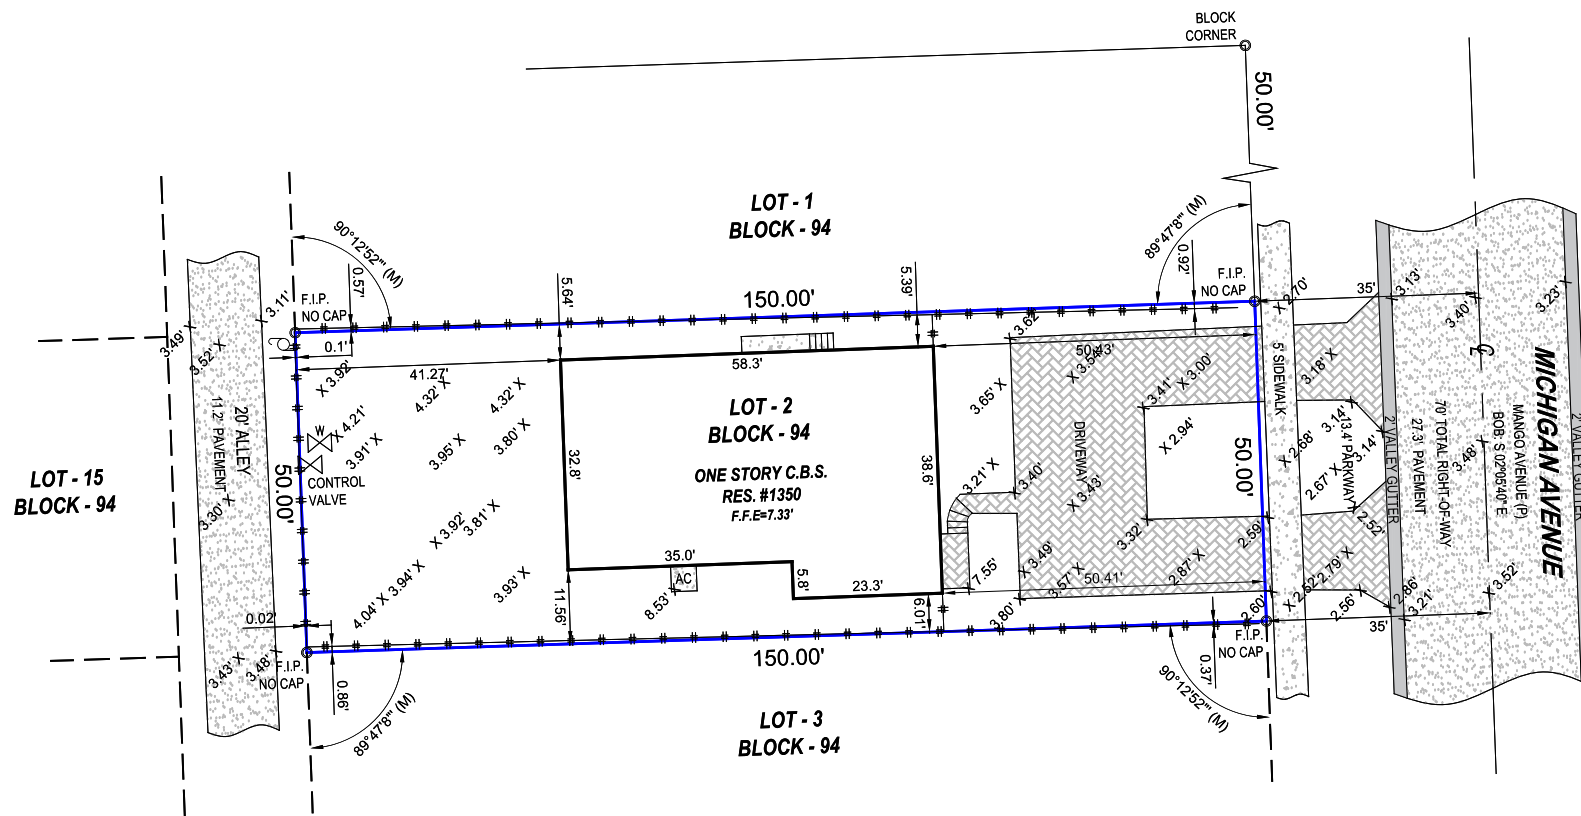 BLOCK
CORNER
50.00'
LOT - 1
BLOCK - 94
90°12'52"' (M)
89°47'8"' (M)
0.57'
5.64'
5.39'
0.92'
3.11'
F.I.P.
NO CAP
150.00'
F.I.P.
NO CAP
2.70'
35'
3.13'
3.40'
3.23'
3.49' X
3.52' X
0.1'
41.27'
58.3'
3.62'
50.43'
X 3.54'
X 3.00'
3.41'
3.18' X
X 3.92'
4.32' X
4.32' X
3.65' X
X 4.21'
W
3.91' X
3.95' X
3.80' X
LOT - 2
BLOCK - 94
ONE STORY C.B.S.
RES. #1350
F.F.E=7.33'
32.8'
38.6'
DRIVEWAY
X 2.94'
5' SIDEWALK
50.00'
X 2.68'
3.14'
3.14'
13.4' PARKWAY
2.67' X
2' VALLEY GUTTER
27.3' PAVEMENT
70' TOTAL RIGHT-OF-WAY
3.48' X
BOB: S 02°05'40" E
MANGO AVENUE (P)
MICHIGAN AVENUE
2' VALLEY GUTTER
LOT - 15
BLOCK - 94
20' ALLEY
11.2' PAVEMENT
3.30' X
50.00'
CONTROL
VALVE
X 3.92'
3.81' X
3.21' X
3.40'
X 3.43'
3.32'
2.59'
2.52'
4.04' X
X 3.94'
3.93' X
35.0'
AC
8.53'
5.8'
23.3'
7.55'
X 3.49'
3.57' X
2.87' X
50.41'
X 2.52'
2.79' X
2.56'
2.86'
3.21'
X 3.52'
0.02'
11.56'
6.01'
3.80' X
2.60'
35'
3.43' X
3.48' X
F.I.P.
NO CAP
0.86'
150.00'
F.I.P.
NO CAP
0.37'
89°47'8"' (M)
90°12'52"' (M)
LOT - 3
BLOCK - 94